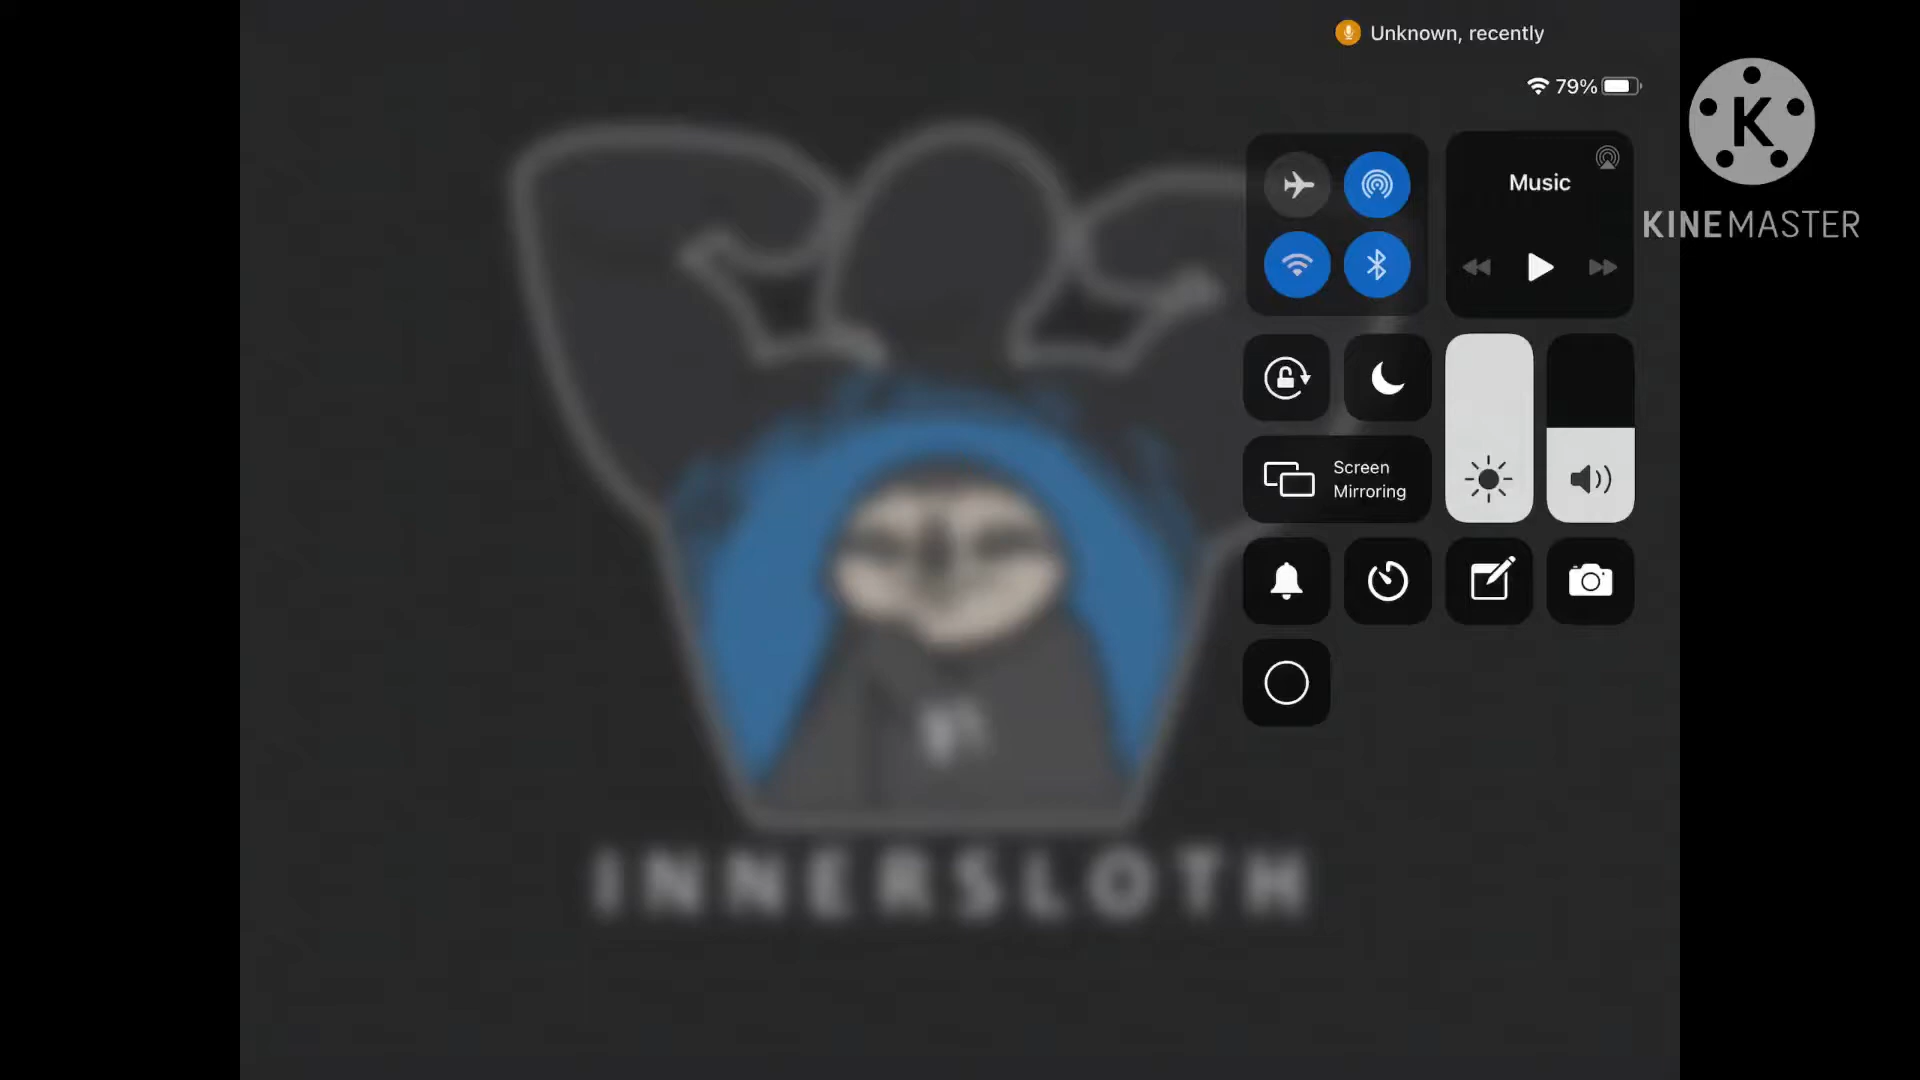 Unknown, recently
79%
Music
K
KINEMASTER
Screen
Mirroring
INNERSLOTH